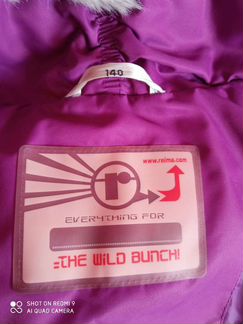 140
www.reima.com
r
EVERYTHING FOR
THE WILD BUNCH!
SHOT ON REDMI 9
AI QUAD CAMERA